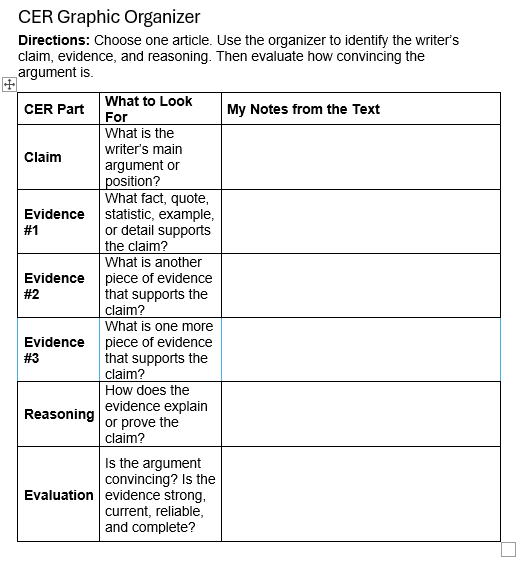 CER Graphic Organizer
Directions: Choose one article. Use the organizer to identify the writer's
claim, evidence, and reasoning. Then evaluate how convincing the
argument is.
CER Part
What to Look
For
My Notes from the Text
Claim
What is the
writer's main
argument or
position?
Evidence
#1
What fact, quote,
statistic, example,
or detail supports
the claim?
Evidence
#2
What is another
piece of evidence
that supports the
claim?
Evidence
#3
What is one more
piece of evidence
that supports the
claim?
Reasoning
How does the
evidence explain
or prove the
claim?
Evaluation
Is the argument
convincing? Is the
evidence strong,
current, reliable,
and complete?